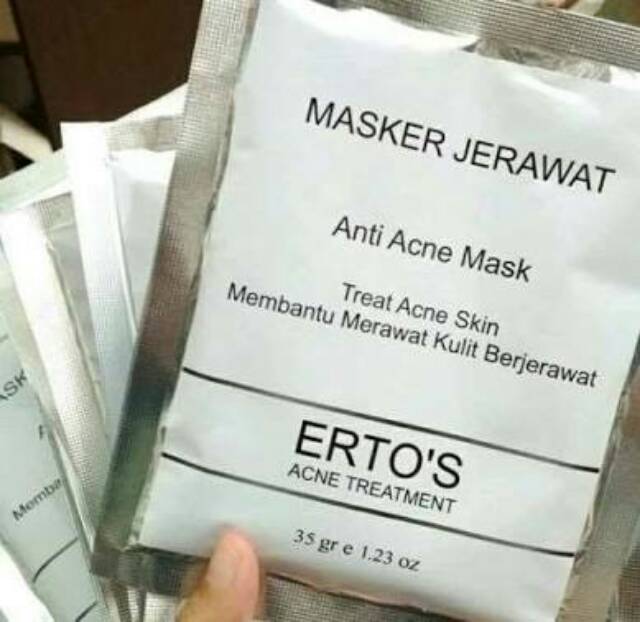 MASKER JERAWAT
Anti Acne Mask
Treat Acne Skin
Membantu Merawat Kulit Berjerawat
ERTO'S
ACNE TREATMENT
35 gr e 1.23 oz